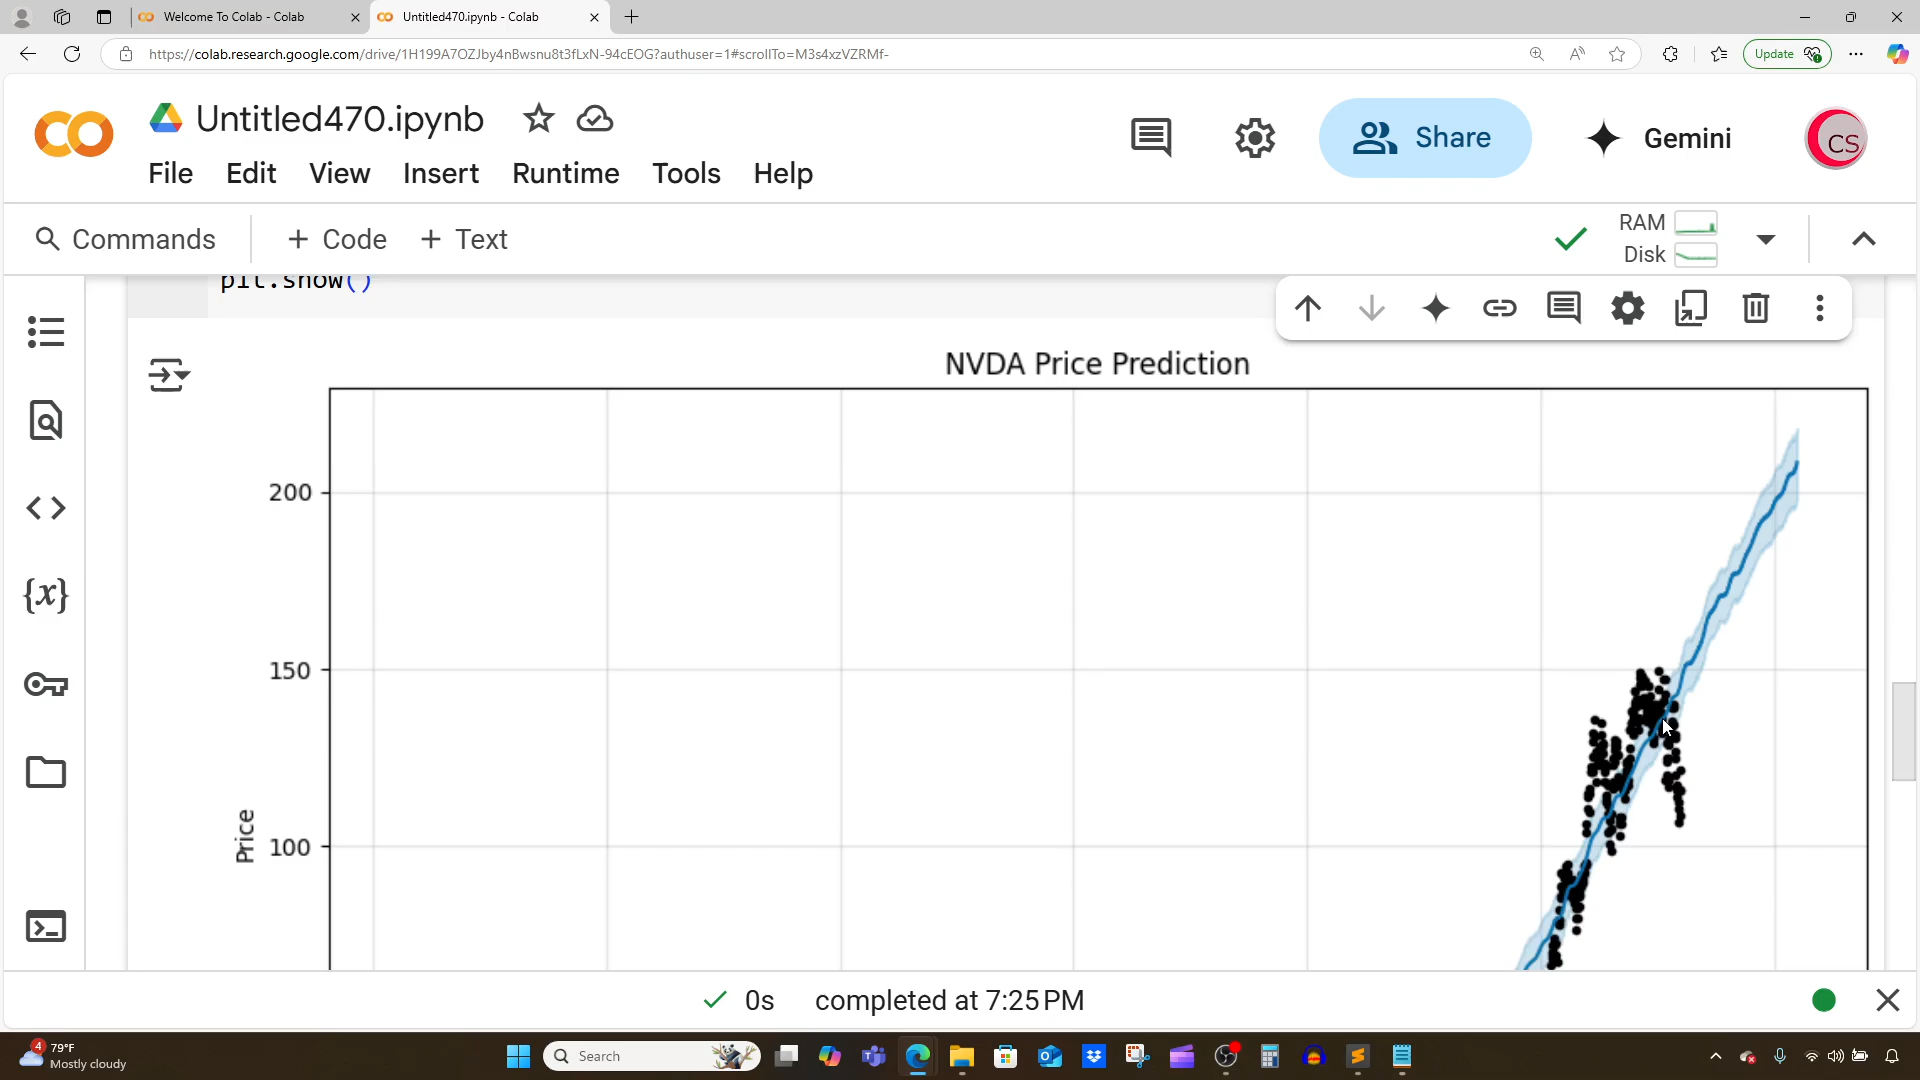 Welcome To Colab - Colab
Untitled470.ipynb - Colab
https://colab.research.google.com/drive/1H199A7OZJby4nBwsnu8t3fLxN-94cEOG?authuser=1#scrollTo=M3s4xzVZRMf-
Update
Untitled470.ipynb
File Edit View Insert Runtime Tools Help
Share
Gemini
CS
Commands
+ Code + Text
RAM
Disk
plt.show()
NVDA Price Prediction
200
150
Price
100
0s completed at 7:25 PM
4
79°F
Mostly cloudy
Search